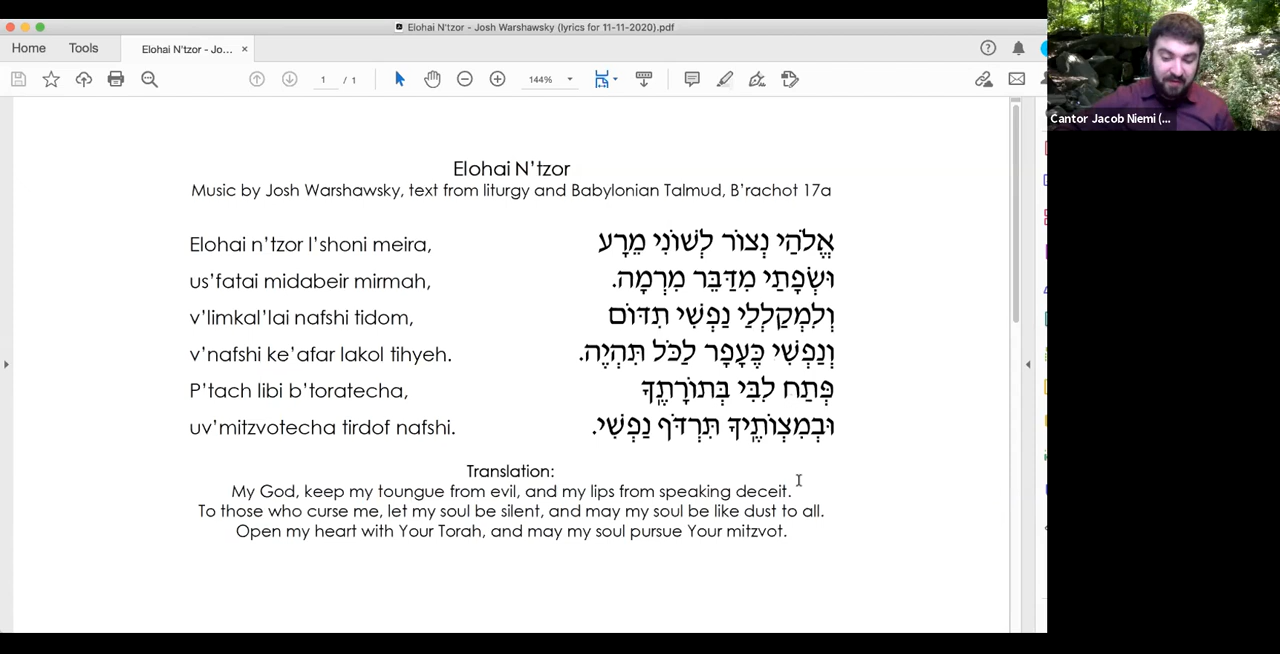 Elohai N'tzor - Josh Warshawsky (lyrics for 11-11-2020).pdf
Home Tools Elohai N'tzor - Jo... ×
1 / 1 144%
Cantor Jacob Niemi (...
Elohai N'tzor
Music by Josh Warshawsky, text from liturgy and Babylonian Talmud, B'rachot 17a
Elohai n'tzor l'shoni meira, אֱלֹהַי נְצוֹר לְשׁוֹנִי מֵרָע
us'fatai midabeir mirmah, וּשְׂפָתַי מִדַּבֵּר מִרְמָה.
v'limkal'lai nafshi tidom, וְלִמְקַלְלַי נַפְשִׁי תִדּוֹם
v'nafshi ke'afar lakol tihyeh. וְנַפְשִׁי כֶּעָפָר לַכֹּל תִּהְיֶה.
P'tach libi b'toratecha, פְּתַח לִבִּי בְּתוֹרָתֶֽךָ
uv'mitzvotecha tirdof nafshi. וּבְמִצְוֹתֶֽיךָ תִּרְדֹּף נַפְשִׁי.
Translation:
My God, keep my toungue from evil, and my lips from speaking deceit.
To those who curse me, let my soul be silent, and may my soul be like dust to all.
Open my heart with Your Torah, and may my soul pursue Your mitzvot.